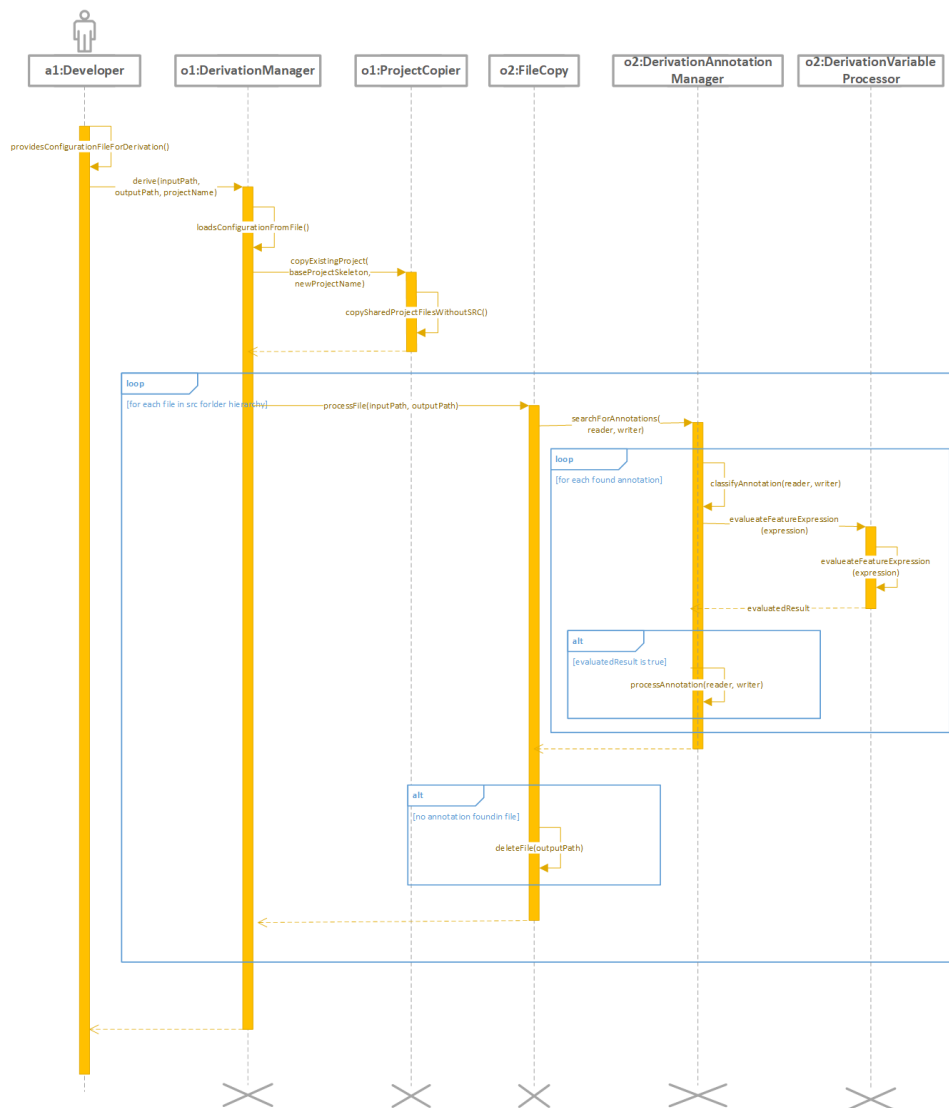 a1:Developer
o1:DerivationManager
o1:ProjectCopier
o2:FileCopy
o2:DerivationAnnotation
Manager
o2:DerivationVariable
Processor
providesConfigurationFileForDerivation()
derive(inputPath,
outputPath, projectName)
loadsConfigurationFromFile()
copyExistingProject(
baseProjectSkeleton,
newProjectName)
copySharedProjectFilesWithoutSRC()
loop
[for each file in src forlder hierarchy]
processFile(inputPath, outputPath)
searchForAnnotations(
reader, writer)
loop
[for each found annotation]
classifyAnnotation(reader, writer)
evalueateFeatureExpression
(expression)
evalueateFeatureExpression
(expression)
evaluatedResult
alt
[evaluatedResult is true]
processAnnotation(reader, writer)
alt
[no annotation foundin file]
deleteFile(outputPath)